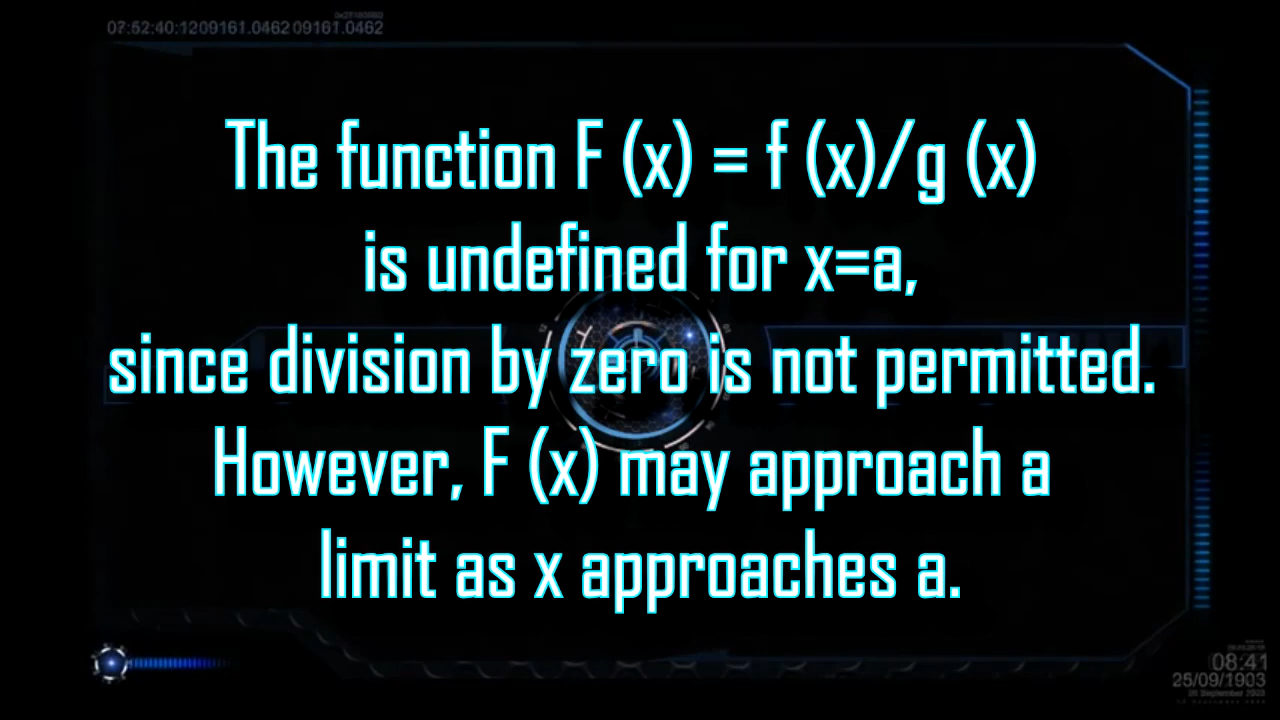 07:52:40:1209161.0462 09161.0462
The function F (x) = f (x)/g (x)
is undefined for x=a,
since division by zero is not permitted.
However, F (x) may approach a
limit as x approaches a.
08:41
25/09/1903